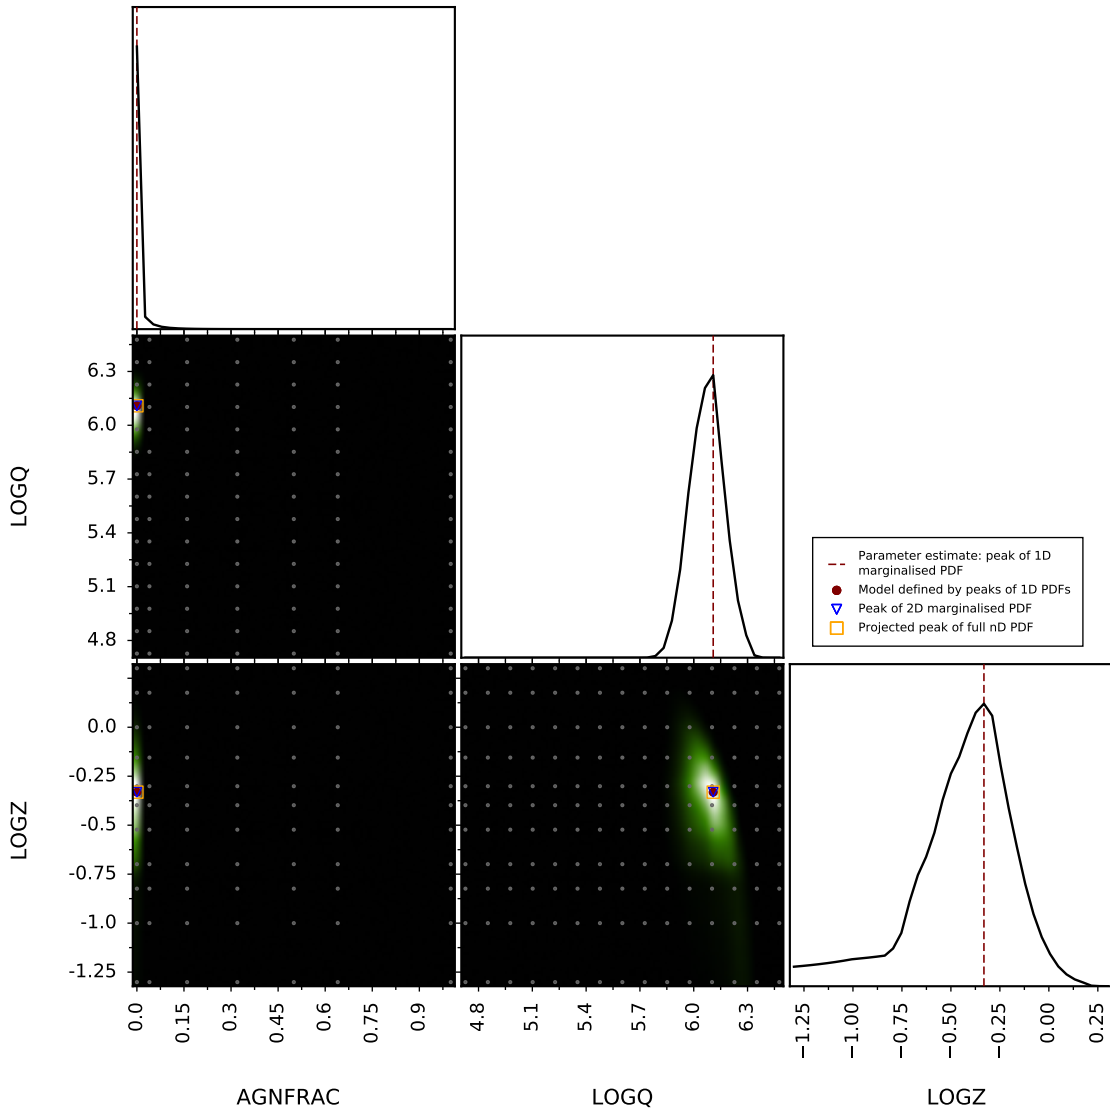 LOGQ
6.3
6.0
5.7
5.4
5.1
4.8
Parameter estimate: peak of 1D
marginalised PDF
Model defined by peaks of 1D PDFs
Peak of 2D marginalised PDF
Projected peak of full nD PDF
LOGZ
0.0
-0.25
-0.5
-0.75
-1.0
-1.25
0.0 0.15 0.3 0.45 0.6 0.75 0.9
4.8 5.1 5.4 5.7 6.0 6.3
−1.25 −1.00 −0.75 −0.50 −0.25 0.00 0.25
AGNFRAC LOGQ LOGZ